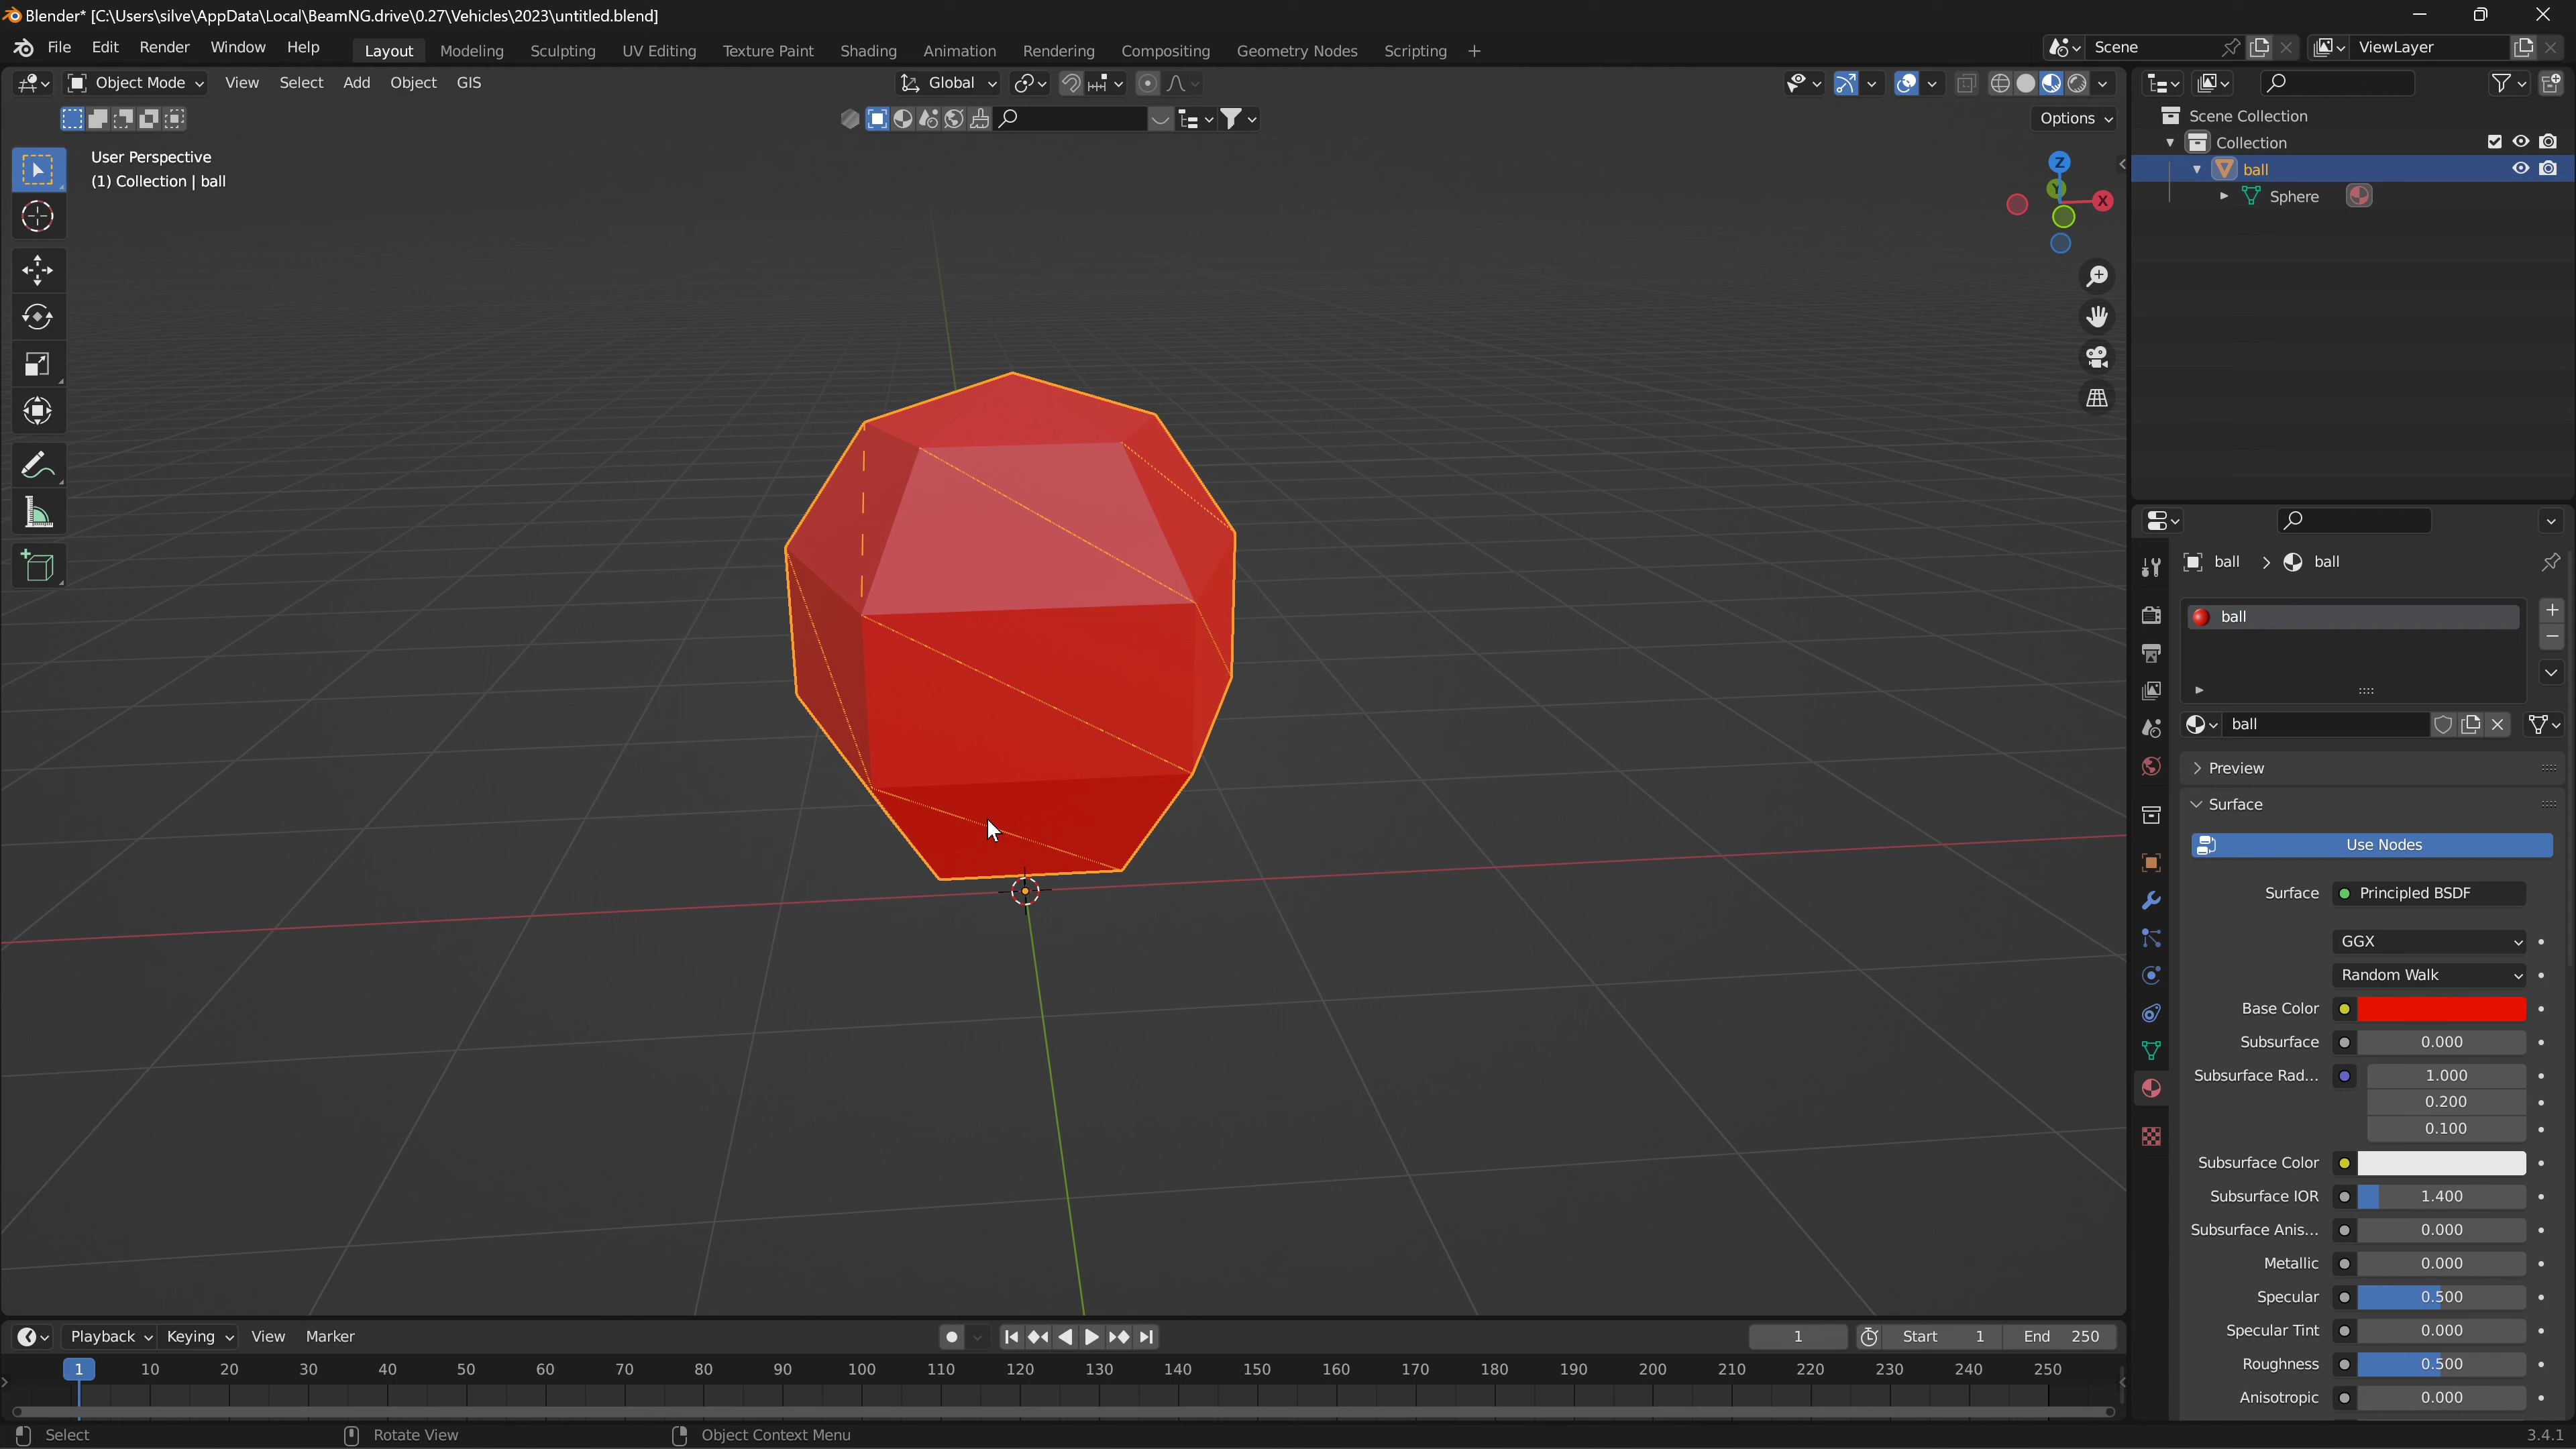 Blender* [C:\Users\silve\AppData\Local\BeamNG.drive\0.27\Vehicles\2023\untitled.blend]
File Edit Render Window Help Layout Modeling Sculpting UV Editing Texture Paint Shading Animation Rendering Compositing Geometry Nodes Scripting + Scene ViewLayer
Object Mode View Select Add Object GIS Global
Options
User Perspective
(1) Collection | ball
Z
Y
X
Scene Collection
Collection
ball
Sphere
ball > ball
ball
ball
Preview
Surface
Use Nodes
Surface Principled BSDF
GGX
Random Walk
Base Color
Subsurface 0.000
Subsurface Rad... 1.000
0.200
0.100
Subsurface Color
Subsurface IOR 1.400
Subsurface Anis... 0.000
Metallic 0.000
Specular 0.500
Specular Tint 0.000
Roughness 0.500
Anisotropic 0.000
Playback Keying View Marker 1 Start 1 End 250
1 10 20 30 40 50 60 70 80 90 100 110 120 130 140 150 160 170 180 190 200 210 220 230 240 250
Select Rotate View Object Context Menu 3.4.1